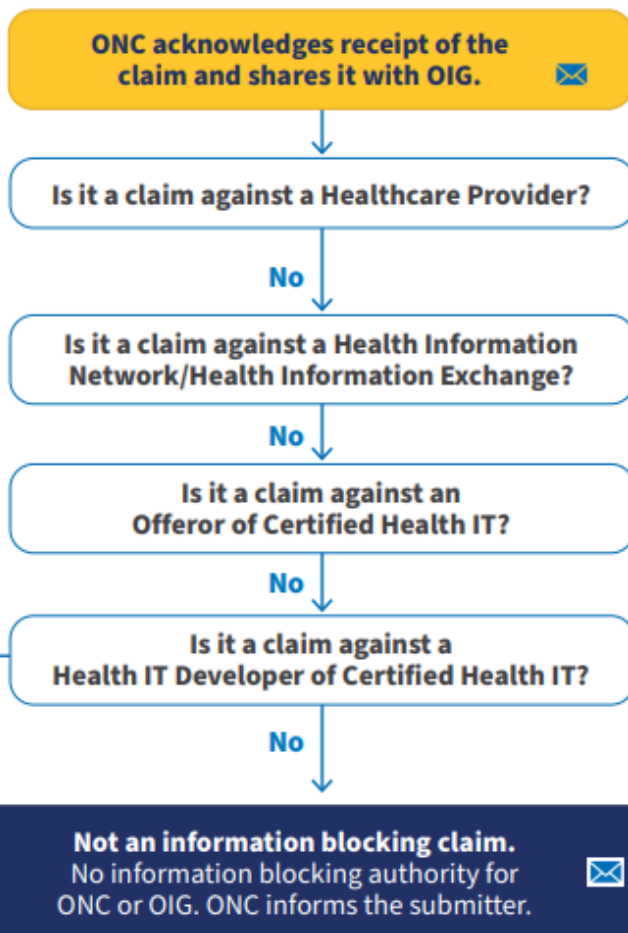 ONC acknowledges receipt of the
claim and shares it with OIG.
Is it a claim against a Healthcare Provider?
No
Is it a claim against a Health Information
Network/Health Information Exchange?
No
Is it a claim against an
Offeror of Certified Health IT?
No
Is it a claim against a
Health IT Developer of Certified Health IT?
No
Not an information blocking claim.
No information blocking authority for
ONC or OIG. ONC informs the submitter.